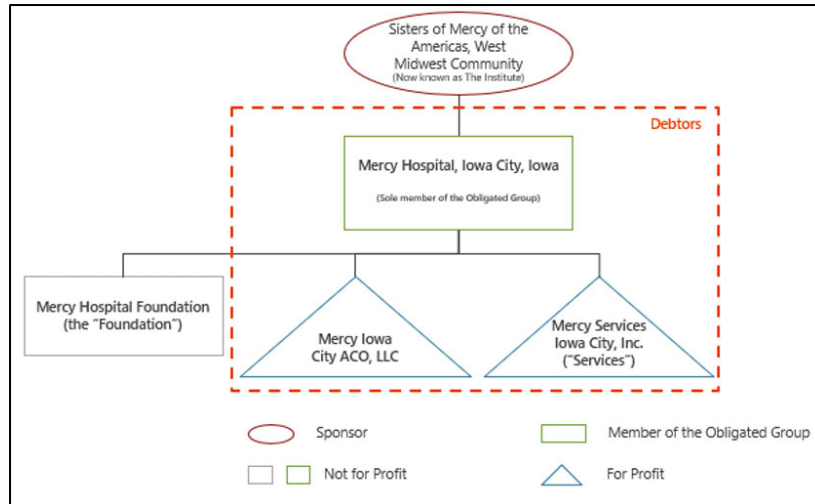 Sisters of Mercy of the
Americas, West
Midwest Community
(Now known as The Institute)
Debtors
Mercy Hospital, Iowa City, Iowa
(Sole member of the Obligated Group)
Mercy Hospital Foundation
(the “Foundation”)
Mercy Iowa
City ACO, LLC
Mercy Services
Iowa City, Inc.
(“Services”)
Sponsor
Member of the Obligated Group
Not for Profit
For Profit